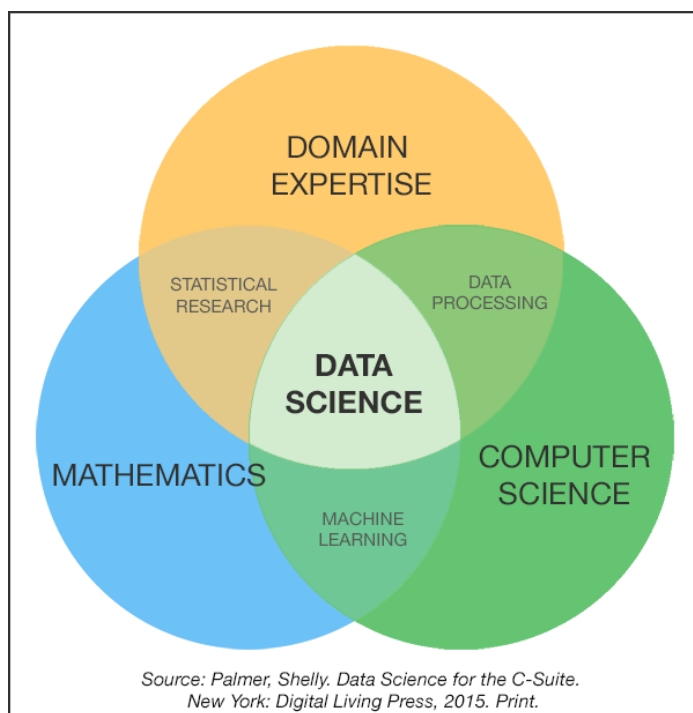 DOMAIN
EXPERTISE
STATISTICAL
RESEARCH
DATA
PROCESSING
DATA
SCIENCE
MATHEMATICS
COMPUTER
SCIENCE
MACHINE
LEARNING
Source: Palmer, Shelly. Data Science for the C-Suite.
New York: Digital Living Press, 2015. Print.